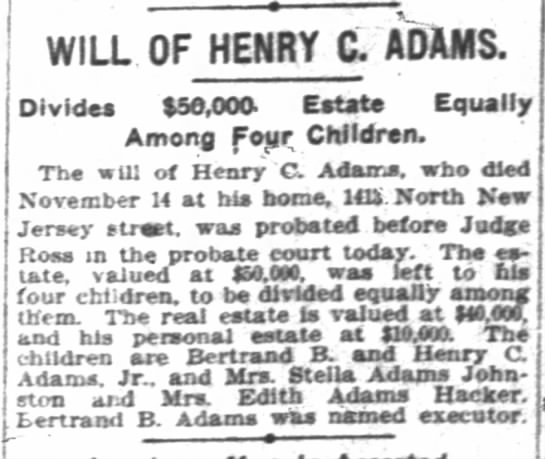 WILL OF HENRY C. ADAMS.
Divides $50,000 Estate Equally
Among Four Children.
The will of Henry C. Adams, who died
November 14 at his home, North New
Jersey street, was probated before Judge
Ross in the probate court today. The es-
tate, valued at $50,000, was left to his
four children, to be divided equally among
them. The real estate is valued at $40,000,
and his personal estate at $10,000. The
children are Bertrand B. and Henry C.
Adams, Jr., and Mrs. Stella Adams John-
ston and Mrs. Edith Adams Hacker.
Bertrand B. Adams was named executor.